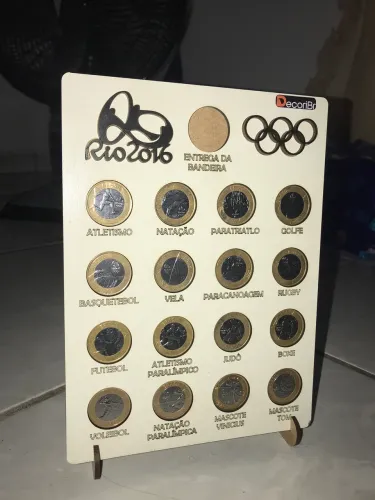 DecoriBr
Rio2016
ENTREGA DA
BANDEIRA
ATLETISMO
NATAÇÃO
PARATRIATLO
GOLFE
BASQUETEBOL
VELA
PARACANOAGEM
RUGBY
FUTEBOL
ATLETISMO
PARALÍMPICO
JUDÔ
BOXE
VOLEIBOL
NATAÇÃO
PARALÍMPICA
MASCOTE
VINICIUS
MASCOTE
TOM